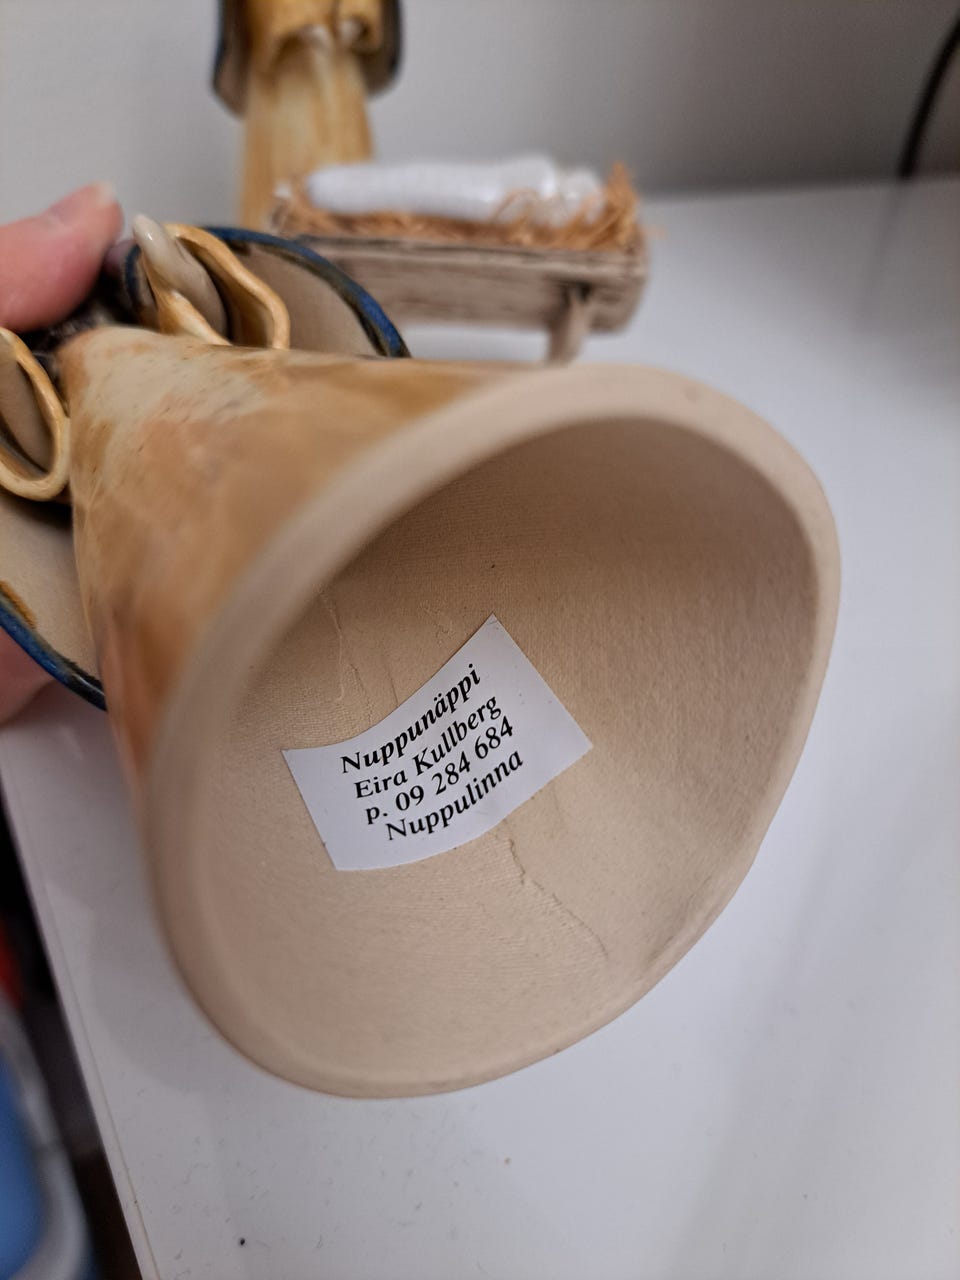 Nuppunäppi
Eira Kullberg
p. 09 284 684
Nuppulinna